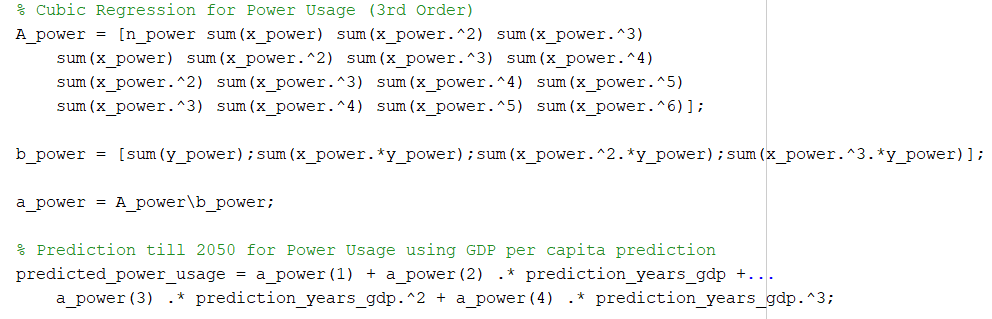 % Cubic Regression for Power Usage (3rd Order)
A_power = [n_power sum(x_power) sum(x_power.^2) sum(x_power.^3)
sum(x_power) sum(x_power.^2) sum(x_power.^3) sum(x_power.^4)
sum(x_power.^2) sum(x_power.^3) sum(x_power.^4) sum(x_power.^5)
sum(x_power.^3) sum(x_power.^4) sum(x_power.^5) sum(x_power.^6)];
b_power = [sum(y_power);sum(x_power.*y_power);sum(x_power.^2.*y_power);sum(x_power.^3.*y_power)];
a_power = A_power\b_power;
% Prediction till 2050 for Power Usage using GDP per capita prediction
predicted_power_usage = a_power(1) + a_power(2) .* prediction_years_gdp +...
a_power(3) .* prediction_years_gdp.^2 + a_power(4) .* prediction_years_gdp.^3;